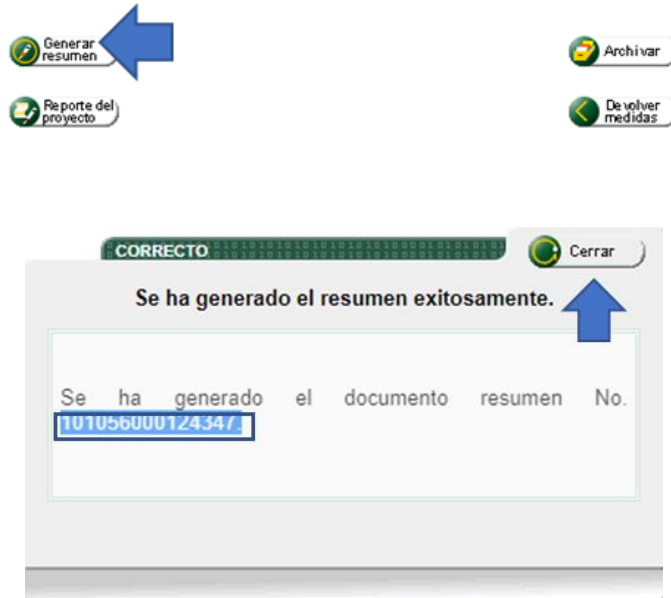 Generar
resumen
Archivar
Reporte del
proyecto
Devolver
medidas
CORRECTO
Cerrar
Se ha generado el resumen exitosamente.
Se ha generado el documento resumen No.
101056000124347.